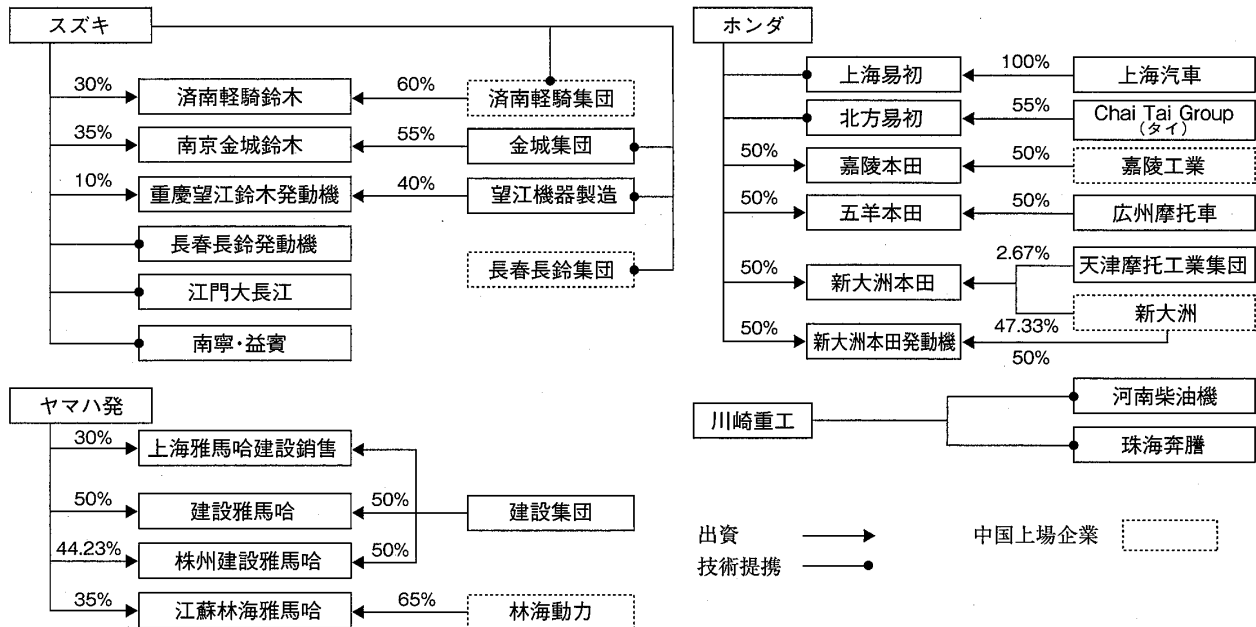 スズキ
30%
済南軽騎鈴木
60%
済南軽騎集団
35%
南京金城鈴木
55%
金城集団
10%
重慶望江鈴木発動機
40%
望江機器製造
長春長鈴発動機
長春長鈴集団
江門大長江
南寧・益賓
ホンダ
上海易初
100%
上海汽車
北方易初
55%
Chai Tai Group
(タイ)
50%
嘉陵本田
50%
嘉陵工業
50%
五羊本田
50%
広州摩托車
50%
新大洲本田
2.67%
天津摩托工業集団
新大洲
47.33%
50%
新大洲本田発動機
50%
ヤマハ発
30%
上海雅馬哈建設銷售
50%
建設雅馬哈
50%
建設集団
44.23%
株州建設雅馬哈
50%
35%
江蘇林海雅馬哈
65%
林海動力
川崎重工
河南柴油機
珠海奔騰
出資
技術提携
中国上場企業